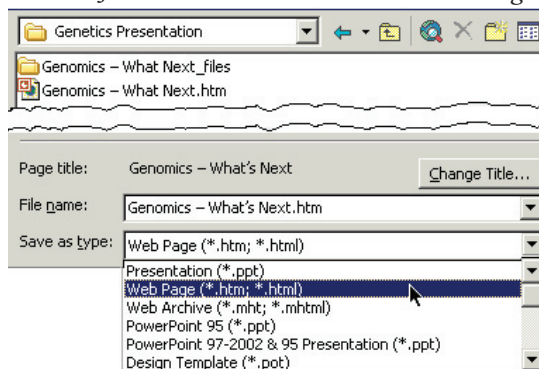 Genetics Presentation
Genomics – What Next_files
Genomics – What Next.htm
Page title: Genomics – What's Next Change Title...
File name: Genomics – What's Next.htm
Save as type: Web Page (*.htm; *.html)
Presentation (*.ppt)
Web Page (*.htm; *.html)
Web Archive (*.mht; *.mhtml)
PowerPoint 95 (*.ppt)
PowerPoint 97-2002 & 95 Presentation (*.ppt)
Design Template (*.pot)